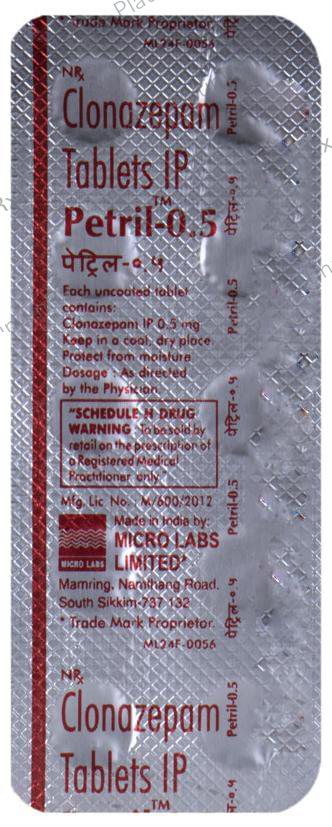 * Trade Mark Proprietor.
ML24F-0056
NRx
Clonazepam
Tablets IP
Petril-0.5™
पेट्रिल-०.५
Each uncoated tablet
contains:
Clonazepam IP 0.5 mg
Keep in a cool, dry place.
Protect from moisture
Dosage : As directed
by the Physician
"SCHEDULE H DRUG
WARNING : To be sold by
retail on the prescription of
a Registered Medical
Practitioner only."
Mfg. Lic No. M/600/2012
Made in India by:
MICRO LABS
LIMITED*
MICRO LABS
Mamring, Namthang Road,
South Sikkim-737 132
* Trade Mark Proprietor.
ML24F-0056
NRx
Clonazepam
Tablets IP
™
Petril-0.5
पेट्रिल-०.५
Petril-0.5
पेट्रिल-०.५
Petril-0.5
पेट्रिल-०.५
Petril-0.5